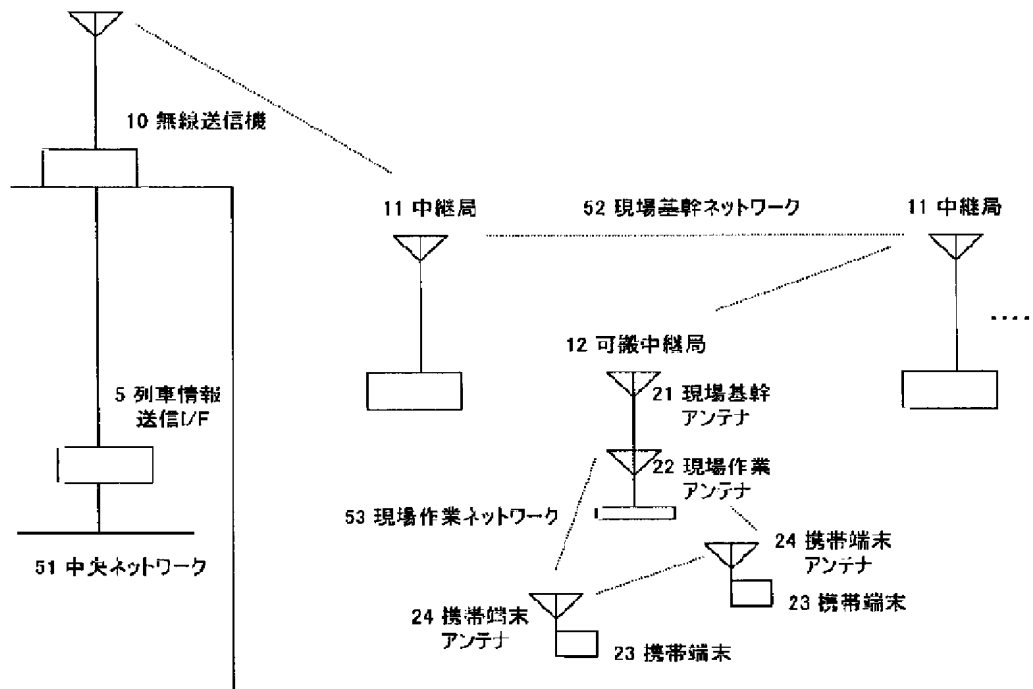 10 無線送信機
11 中継局
52 現場基幹ネットワーク
11 中継局
12 可搬中継局
5 列車情報
送信I/F
21 現場基幹
アンテナ
22 現場作業
アンテナ
53 現場作業ネットワーク
51 中央ネットワーク
24 携帯端末
アンテナ
23 携帯端末
24 携帯端末
アンテナ
23 携帯端末